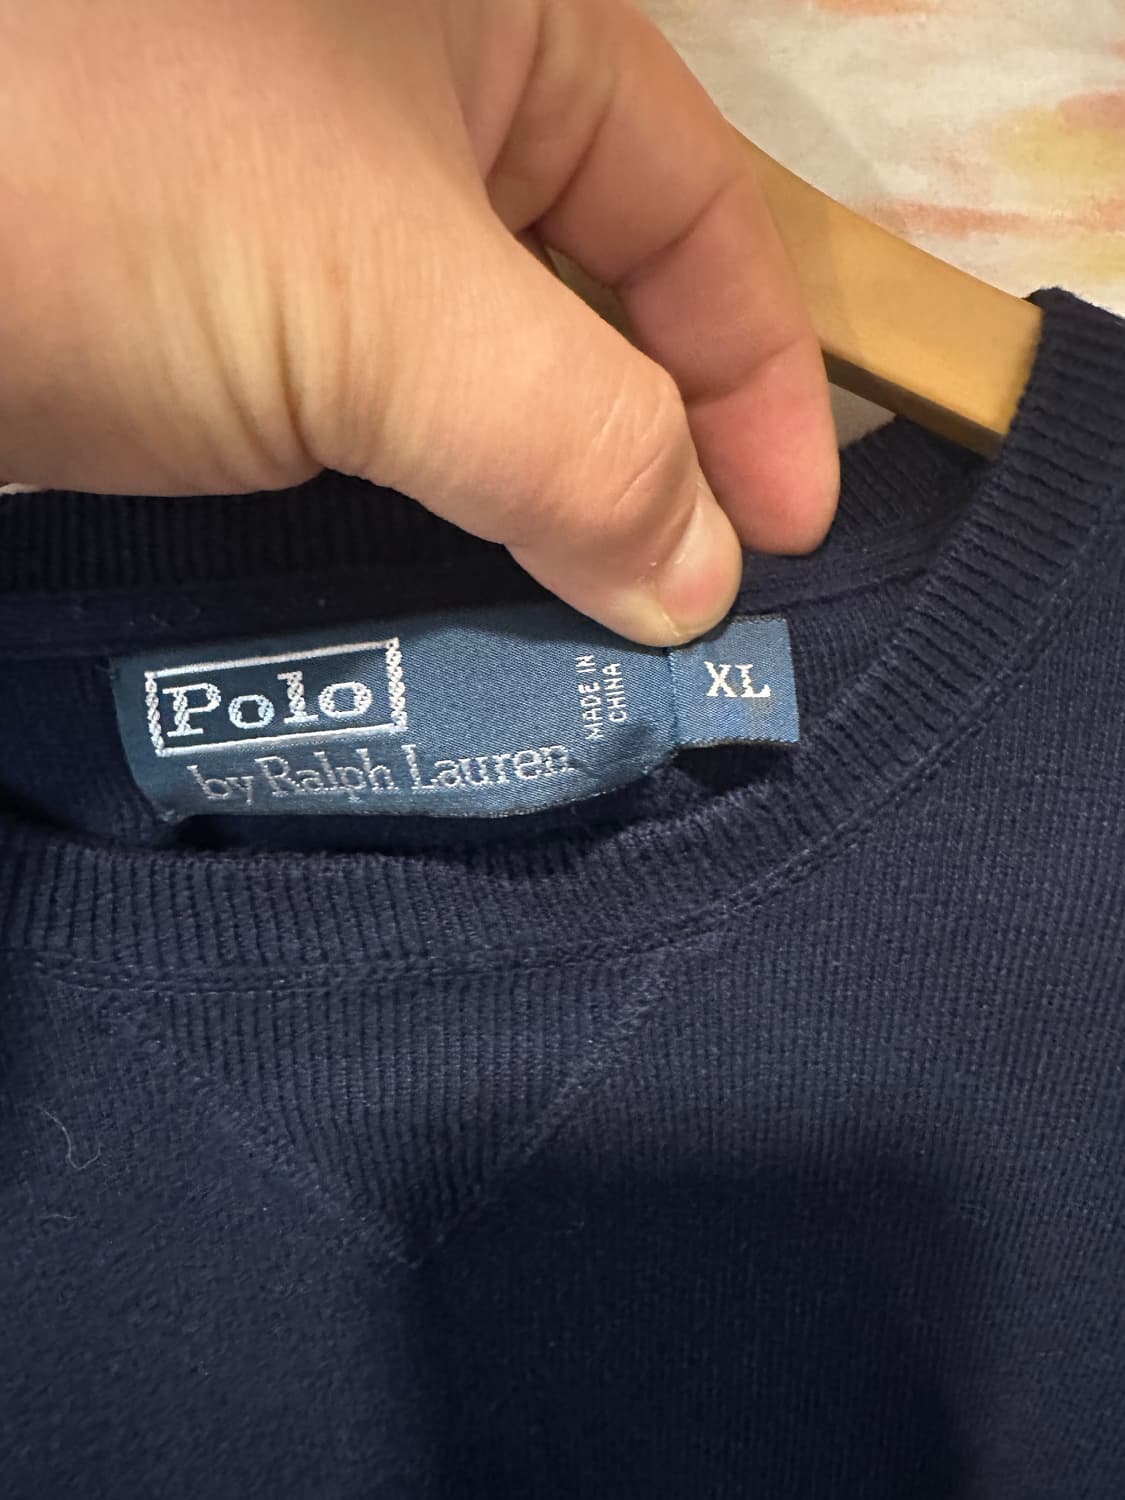 Polo
by Ralph Lauren
MADE IN
CHINA
XL